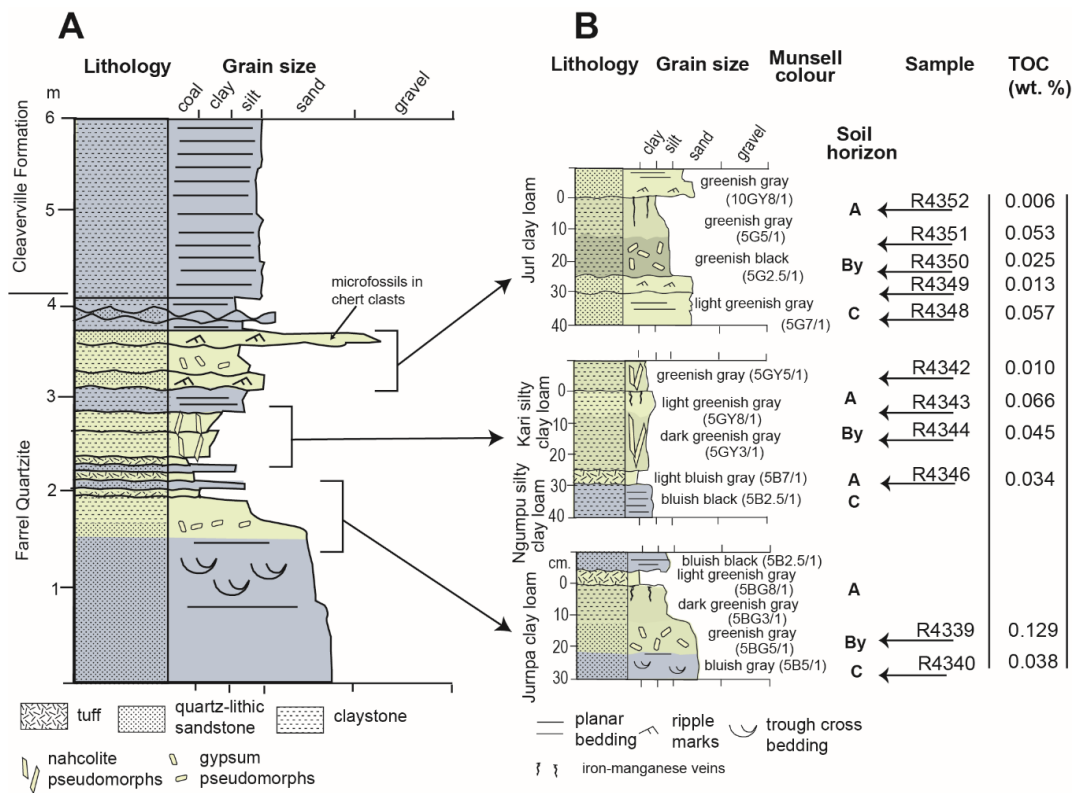 A
Lithology
Grain size
m
coal
clay
silt
sand
gravel
6
5
4
3
2
1
Cleaverville Formation
Farrel Quartzite
microfossils in
chert clasts
tuff
quartz-lithic
sandstone
claystone
nahcolite
pseudomorphs
gypsum
pseudomorphs
B
Lithology
Grain size
Munsell
colour
Sample
TOC
(wt. %)
clay
silt
sand
gravel
Soil
horizon
Jurl clay loam
0
10
20
30
40
greenish gray
(10GY8/1)
greenish gray
(5G5/1)
greenish black
(5G2.5/1)
light greenish gray
(5G7/1)
A
By
C
R4352 0.006
R4351 0.053
R4350 0.025
R4349 0.013
R4348 0.057
Kari silty
clay loam
Ngumpu silty
clay loam
0
10
20
30
40
greenish gray (5GY5/1)
light greenish gray
(5GY8/1)
dark greenish gray
(5GY3/1)
light bluish gray (5B7/1)
bluish black (5B2.5/1)
A
By
A
C
R4342 0.010
R4343 0.066
R4344 0.045
R4346 0.034
Jurnpa clay loam
cm.
0
10
20
30
bluish black (5B2.5/1)
light greenish gray
(5BG8/1)
dark greenish gray
(5BG3/1)
greenish gray
(5BG5/1)
bluish gray (5B5/1)
A
By
C
R4339 0.129
R4340 0.038
planar
bedding
ripple
marks
trough cross
bedding
iron-manganese veins